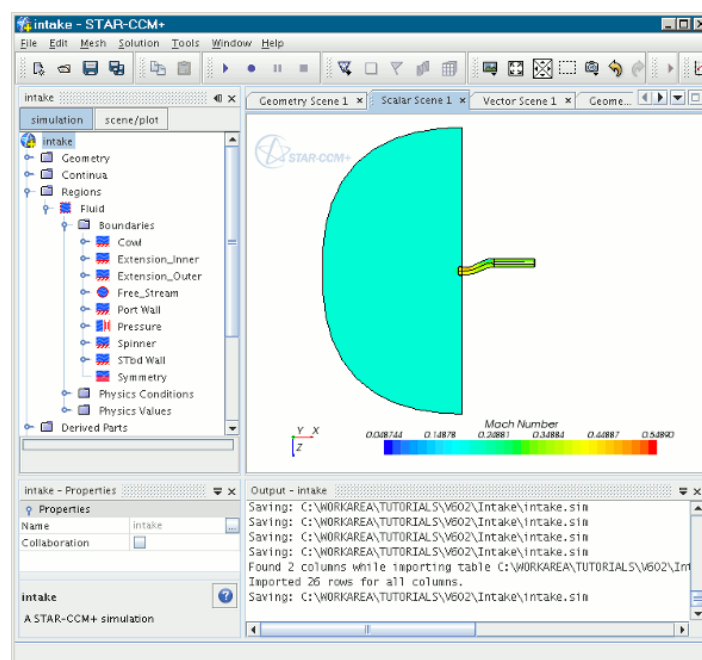 intake - STAR-CCM+
File Edit Mesh Solution Tools Window Help
intake
simulation scene/plot
intake
Geometry
Continua
Regions
Fluid
Boundaries
Cowl
Extension_Inner
Extension_Outer
Free_Stream
Port Wall
Pressure
Spinner
STbd Wall
Symmetry
Physics Conditions
Physics Values
Derived Parts
Geometry Scene 1 Scalar Scene 1 Vector Scene 1 Geome...
STAR-CCM+
Y X
Z
Mach Number
0.048744 0.14878 0.24881 0.34884 0.44887 0.54890
intake - Properties
Properties
Name intake ...
Collaboration
intake
A STAR-CCM+ simulation
Output - intake
Saving: C:\WORKAREA\TUTORIALS\V602\Intake\intake.sim
Saving: C:\WORKAREA\TUTORIALS\V602\Intake\intake.sim
Saving: C:\WORKAREA\TUTORIALS\V602\Intake\intake.sim
Saving: C:\WORKAREA\TUTORIALS\V602\Intake\intake.sim
Found 2 columns while importing table C:\WORKAREA\TUTORIALS\V602\Int
Imported 26 rows for all columns.
Saving: C:\WORKAREA\TUTORIALS\V602\Intake\intake.sim